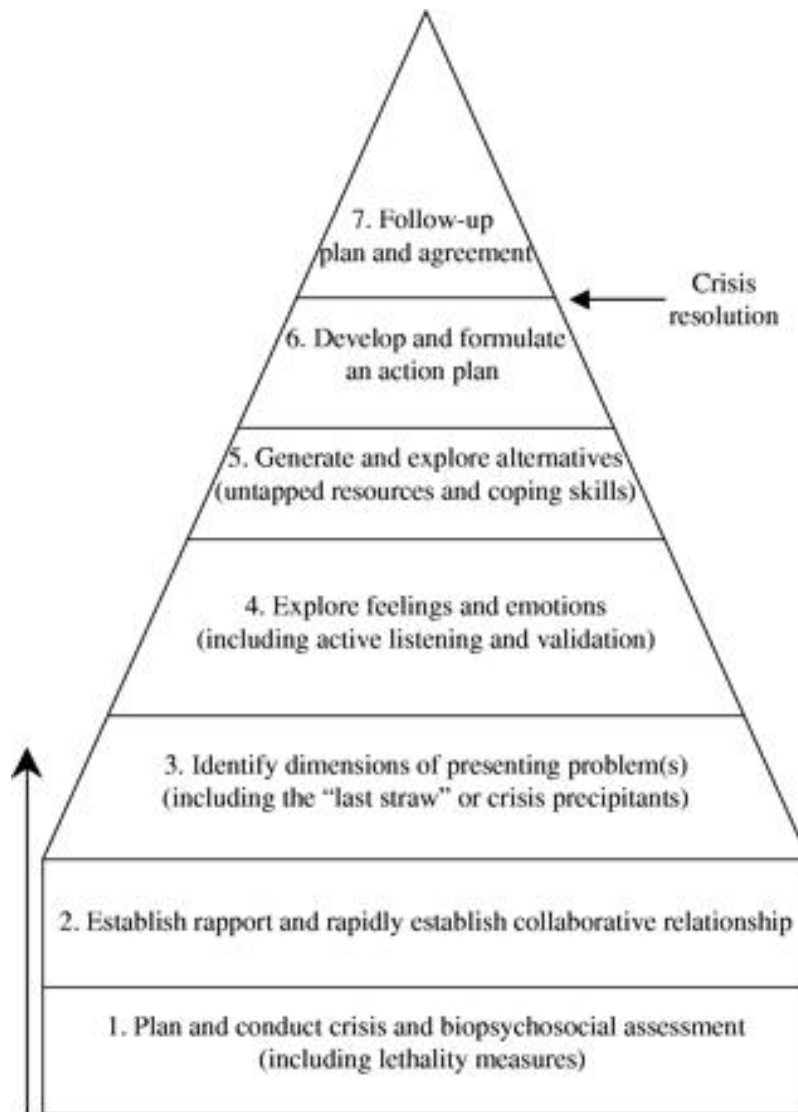 7. Follow-up
plan and agreement
Crisis
resolution
6. Develop and formulate
an action plan
5. Generate and explore alternatives
(untapped resources and coping skills)
4. Explore feelings and emotions
(including active listening and validation)
3. Identify dimensions of presenting problem(s)
(including the “last straw” or crisis precipitants)
2. Establish rapport and rapidly establish collaborative relationship
1. Plan and conduct crisis and biopsychosocial assessment
(including lethality measures)